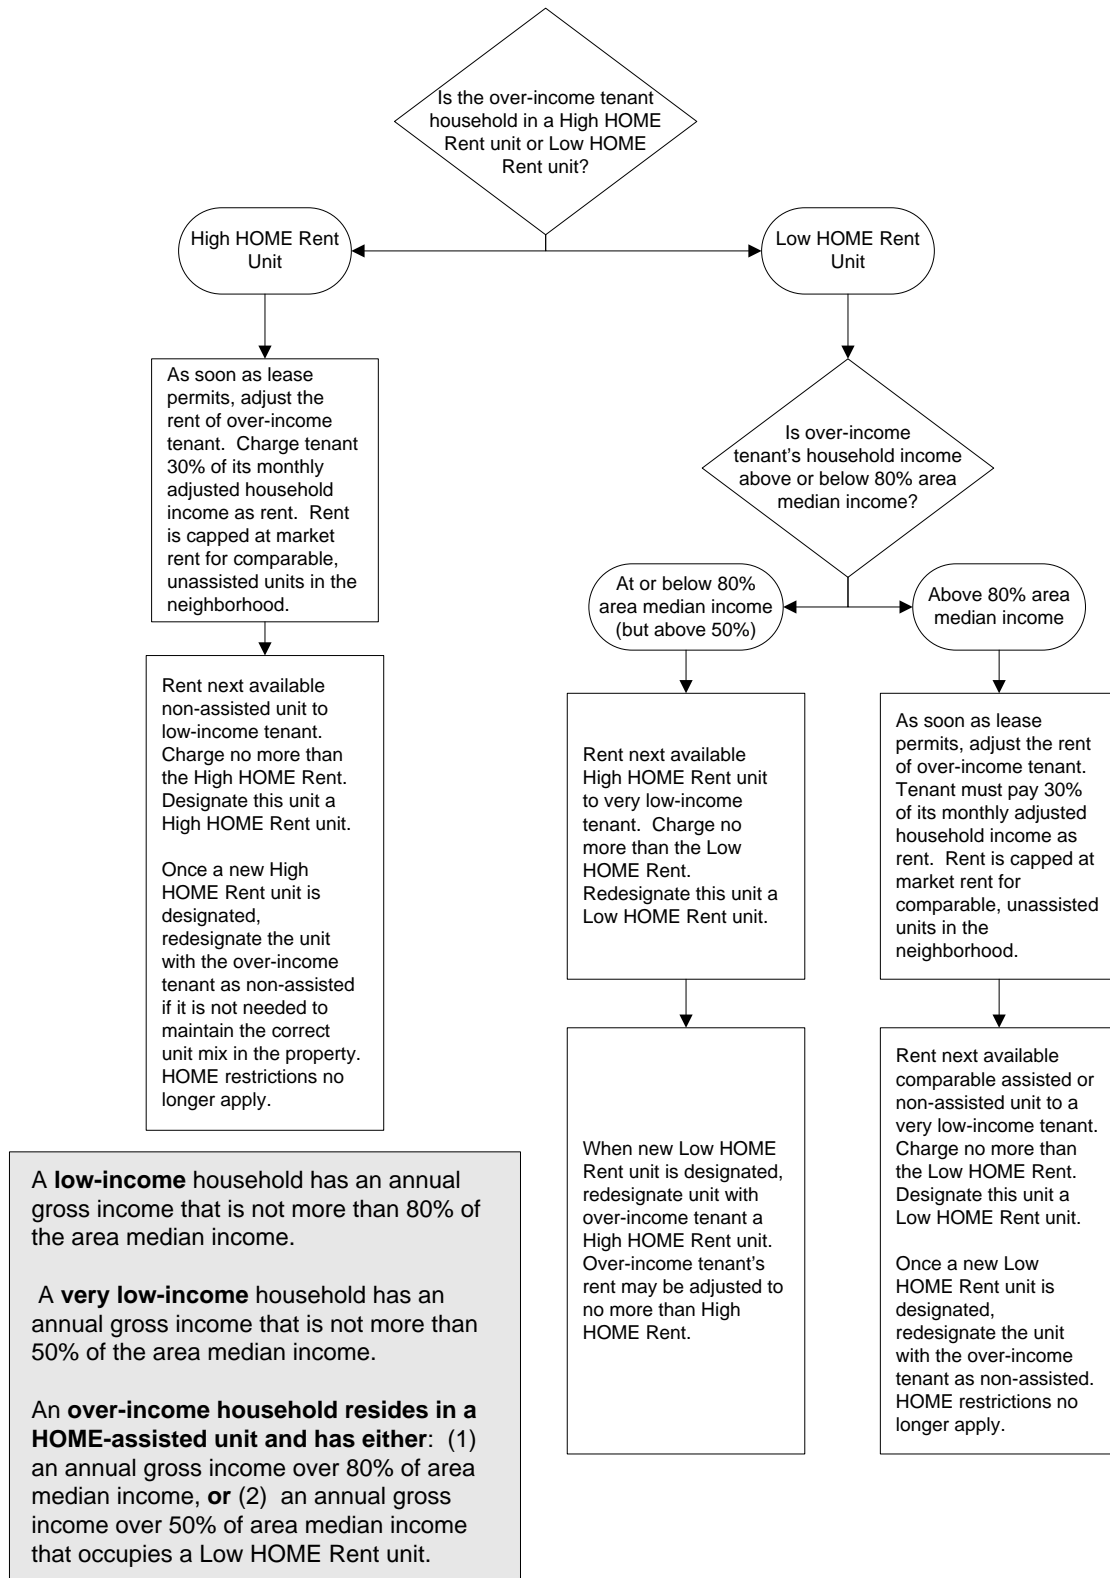 Is the over-income tenant
household in a High HOME
Rent unit or Low HOME
Rent unit?
High HOME Rent
Unit
Low HOME Rent
Unit
As soon as lease
permits, adjust the
rent of over-income
tenant.  Charge tenant
30% of its monthly
adjusted household
income as rent.  Rent
is capped at market
rent for comparable,
unassisted units in the
neighborhood.
Rent next available
non-assisted unit to
low-income tenant.
Charge no more than
the High HOME Rent.
Designate this unit a
High HOME Rent unit.
Once a new High
HOME Rent unit is
designated,
redesignate the unit
with the over-income
tenant as non-assisted
if it is not needed to
maintain the correct
unit mix in the property.
HOME restrictions no
longer apply.
Is over-income
tenant's household income
above or below 80% area
median income?
At or below 80%
area median income
(but above 50%)
Above 80% area
median income
Rent next available
High HOME Rent unit
to very low-income
tenant.  Charge no
more than the Low
HOME Rent.
Redesignate this unit a
Low HOME Rent unit.
When new Low HOME
Rent unit is designated,
redesignate unit with
over-income tenant a
High HOME Rent unit.
Over-income tenant's
rent may be adjusted to
no more than High
HOME Rent.
As soon as lease
permits, adjust the rent
of over-income tenant.
Tenant must pay 30%
of its monthly adjusted
household income as
rent.  Rent is capped at
market rent for
comparable, unassisted
units in the
neighborhood.
Rent next available
comparable assisted or
non-assisted unit to a
very low-income tenant.
Charge no more than
the Low HOME Rent.
Designate this unit a
Low HOME Rent unit.
Once a new Low
HOME Rent unit is
designated,
redesignate the unit
with the over-income
tenant as non-assisted.
HOME restrictions no
longer apply.
A low-income household has an annual
gross income that is not more than 80% of
the area median income.
A very low-income household has an
annual gross income that is not more than
50% of the area median income.
An over-income household resides in a
HOME-assisted unit and has either:  (1)
an annual gross income over 80% of area
median income, or (2)  an annual gross
income over 50% of area median income
that occupies a Low HOME Rent unit.